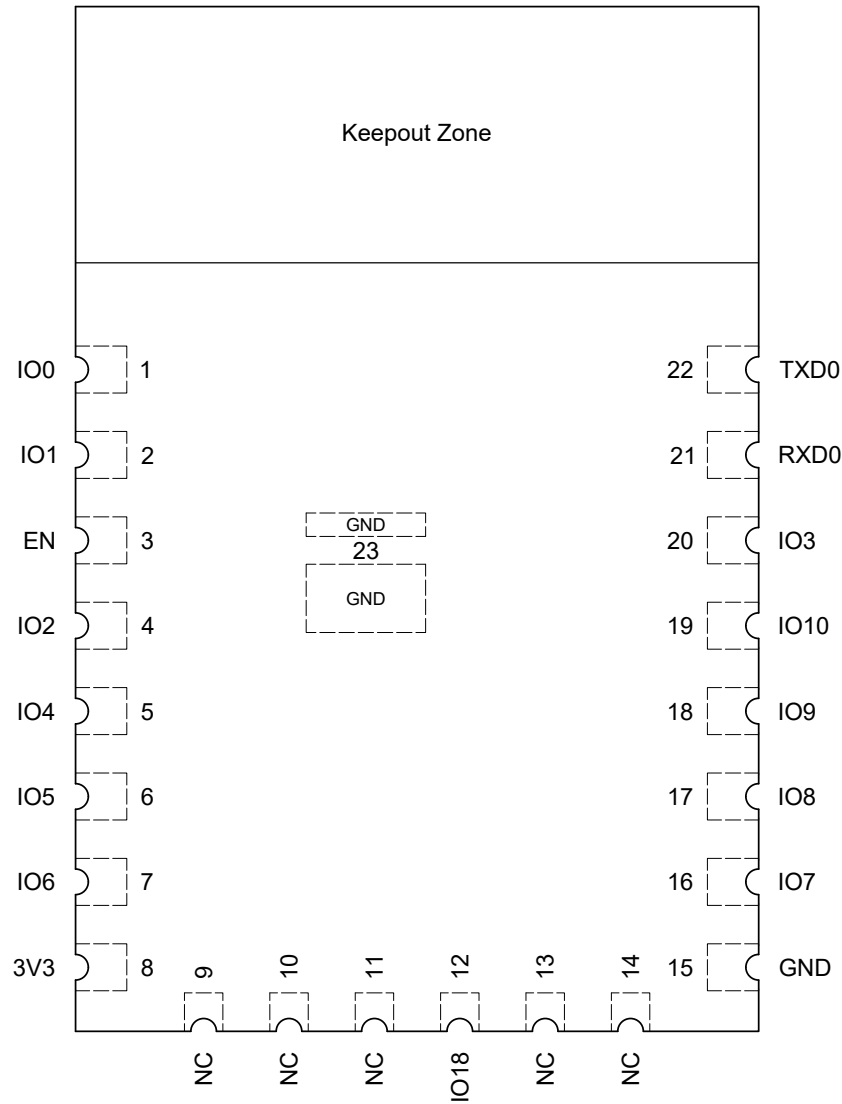 Keepout Zone
IO0 1 22 TXD0
IO1 2 21 RXD0
GND
EN 3 20 IO3
23
GND
IO2 4 19 IO10
IO4 5 18 IO9
IO5 6 17 IO8
IO6 7 16 IO7
3V3 8 9 10 11 12 13 14 15 GND
NC NC NC IO18 NC NC